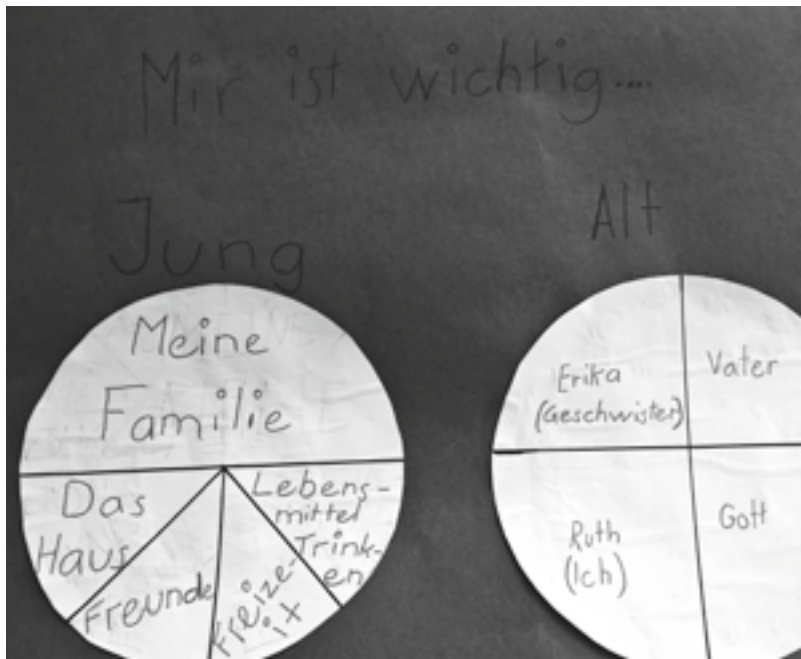 Mir ist wichtig....
Jung
Alt
Meine
Familie
Das
Haus
Freunde
Freize-
it
Lebens-
mittel
Trink-
en
Erika
(Geschwister)
Vater
Ruth
(Ich)
Gott